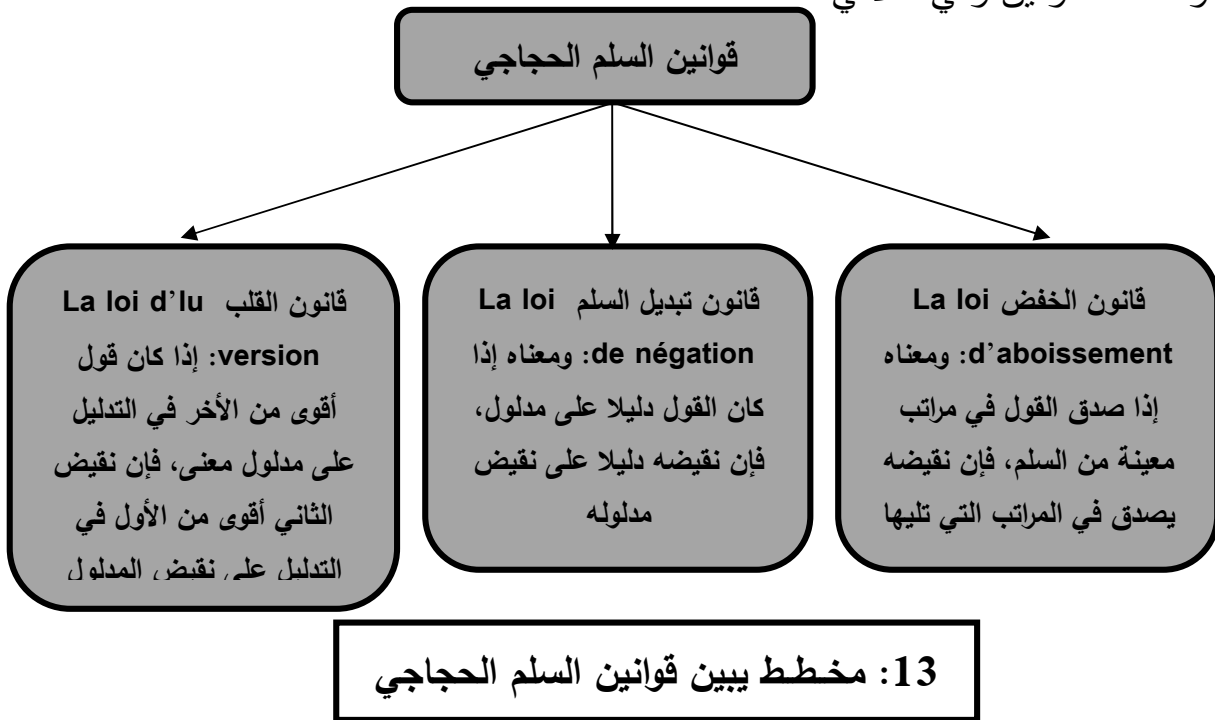 قوانين السلم الحجاجي
قانون الخفض La loi
d'aboissement: ومعناه
إذا صدق القول في مراتب
معينة من السلم، فإن نقيضه
يصدق في المراتب التي تليها
قانون تبديل السلم La loi
de négation: ومعناه إذا
كان القول دليلا على مدلول،
فإن نقيضه دليلا على نقيض
مدلوله
قانون القلب La loi d'lu
version: إذا كان قول
أقوى من الأخر في التدليل
على مدلول معنى، فإن نقيض
الثاني أقوى من الأول في
التدليل على نقيض المدلول
13: مخطط يبين قوانين السلم الحجاجي